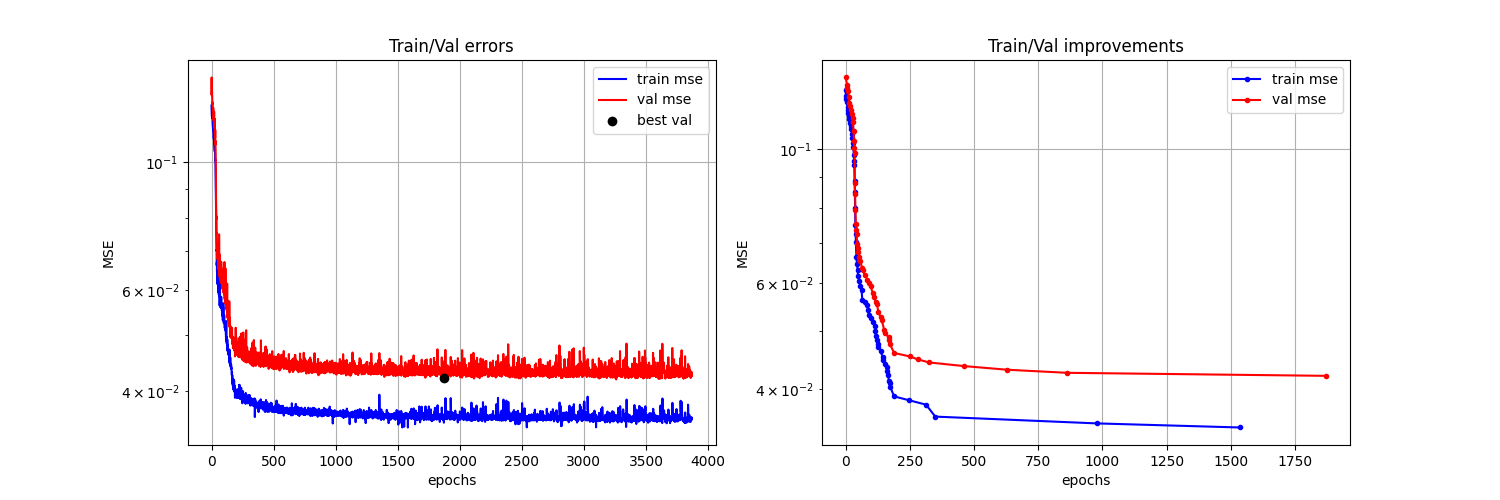 Train/Val errors
train mse
val mse
best val
10⁻¹
6 × 10⁻²
4 × 10⁻²
MSE
0 500 1000 1500 2000 2500 3000 3500 4000
epochs
Train/Val improvements
train mse
val mse
10⁻¹
6 × 10⁻²
4 × 10⁻²
MSE
0 250 500 750 1000 1250 1500 1750
epochs